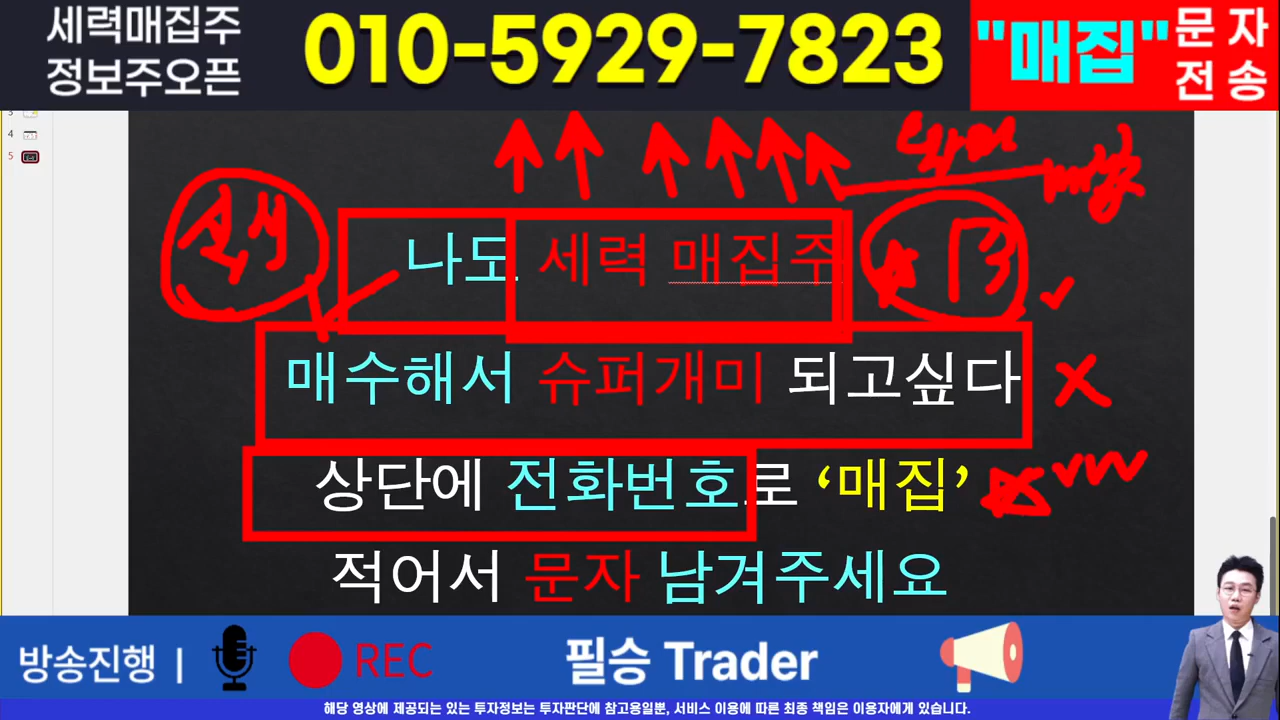 세력매집주
정보주오픈
010-5929-7823
"매집"
문자
전송
3
4
5
나도 세력 매집주
매수해서 슈퍼개미 되고싶다
상단에 전화번호로 ‘매집’
적어서 문자 남겨주세요
방송진행 |
REC
필승 Trader
해당 영상에 제공되는 있는 투자정보는 투자판단에 참고용일뿐, 서비스 이용에 따른 최종 책임은 이용자에게 있습니다.